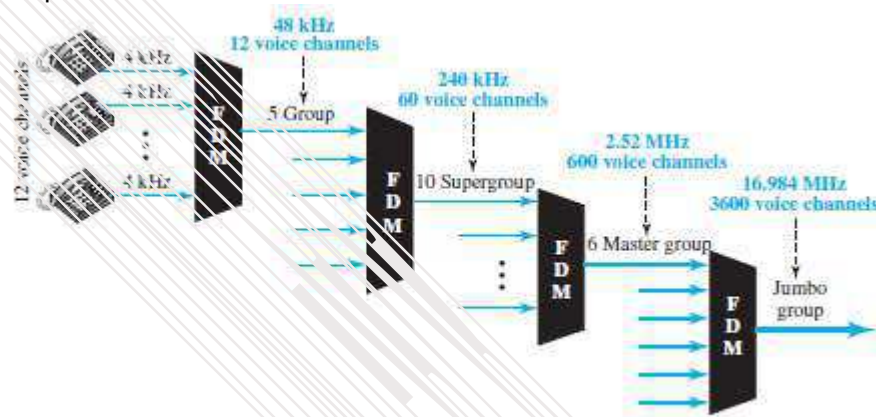 48 kHz
12 voice channels
4 kHz
4 kHz
4 kHz
12 voice channels
F
D
M
5 Group
240 kHz
60 voice channels
F
D
M
10 Supergroup
2.52 MHz
600 voice channels
F
D
M
6 Master group
16.984 MHz
3600 voice channels
F
D
M
Jumbo
group